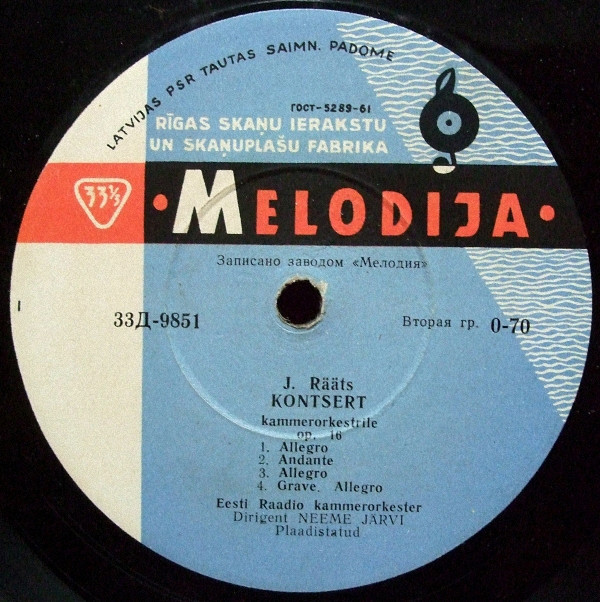 LATVIJAS PSR TAUTAS SAIMN. PADOME
ГОСТ-5289-61
RĪGAS SKAŅU IERAKSTU
UN SKAŅUPLAŠU FABRIKA
33⅓
·MELODIJA·
Записано заводом «Мелодия»
33Д-9851
Вторая гр. 0-70
J. Rääts
KONTSERT
kammerorkestrile
op. 16
1. Allegro
2. Andante
3. Allegro
4. Grave. Allegro
Eesti Raadio kammerorkester
Dirigent NEEME JÄRVI
Plaadistatud